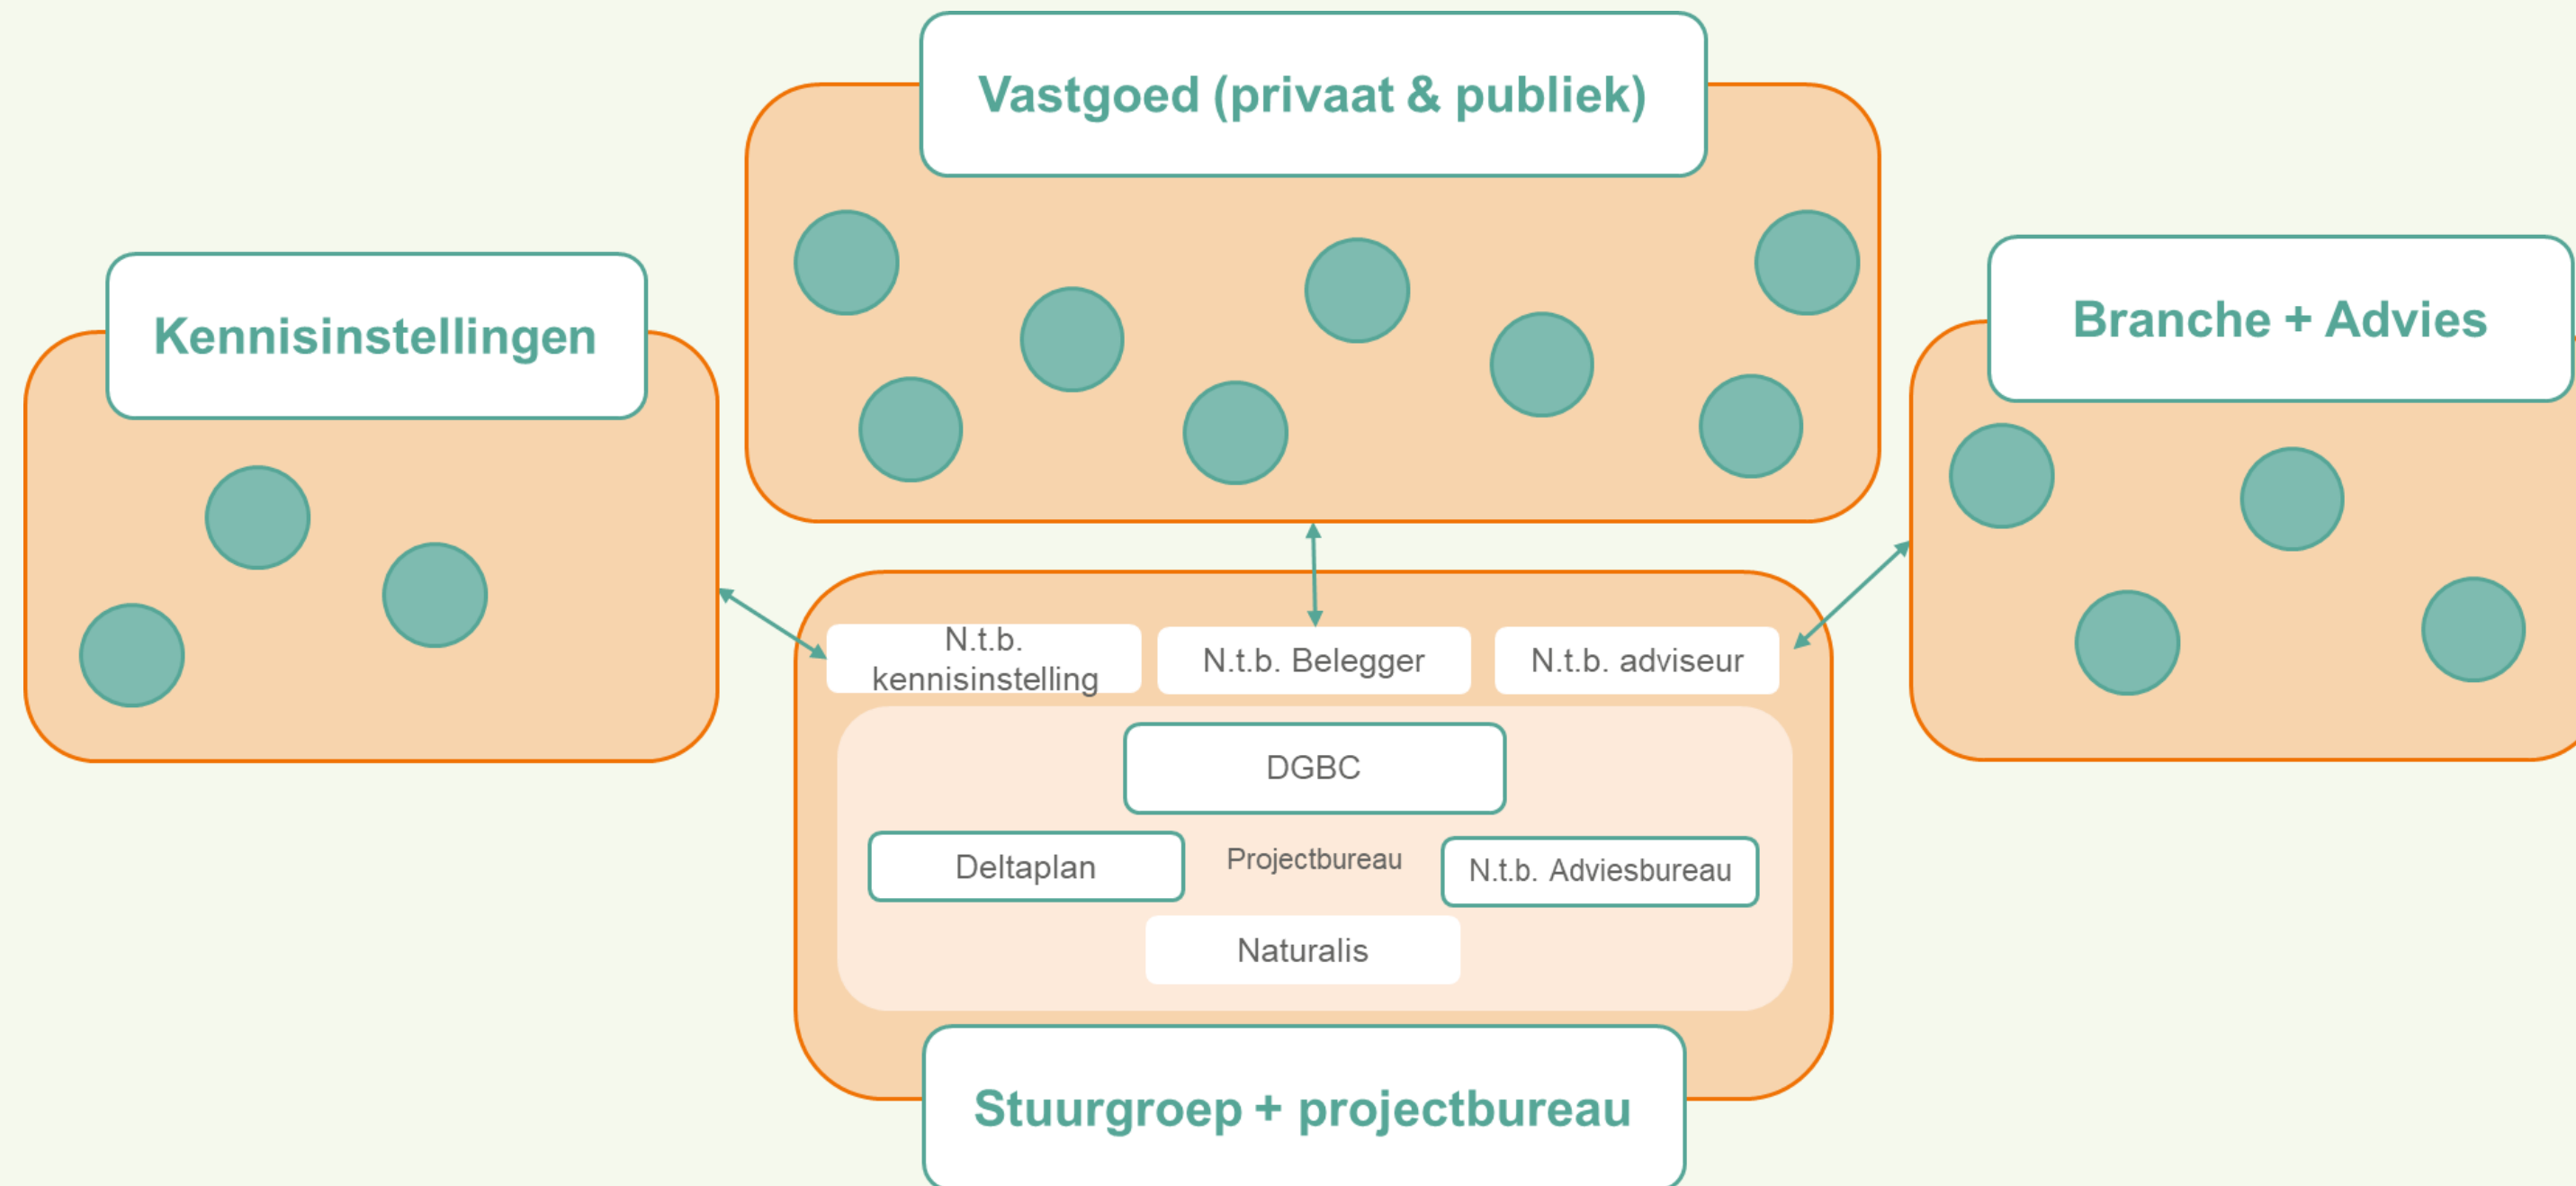 Vastgoed (privaat & publiek)
Kennisinstellingen
Branche + Advies
N.t.b.
kennisinstelling
N.t.b. Belegger
N.t.b. adviseur
DGBC
Deltaplan
Projectbureau
N.t.b. Adviesbureau
Naturalis
Stuurgroep + projectbureau